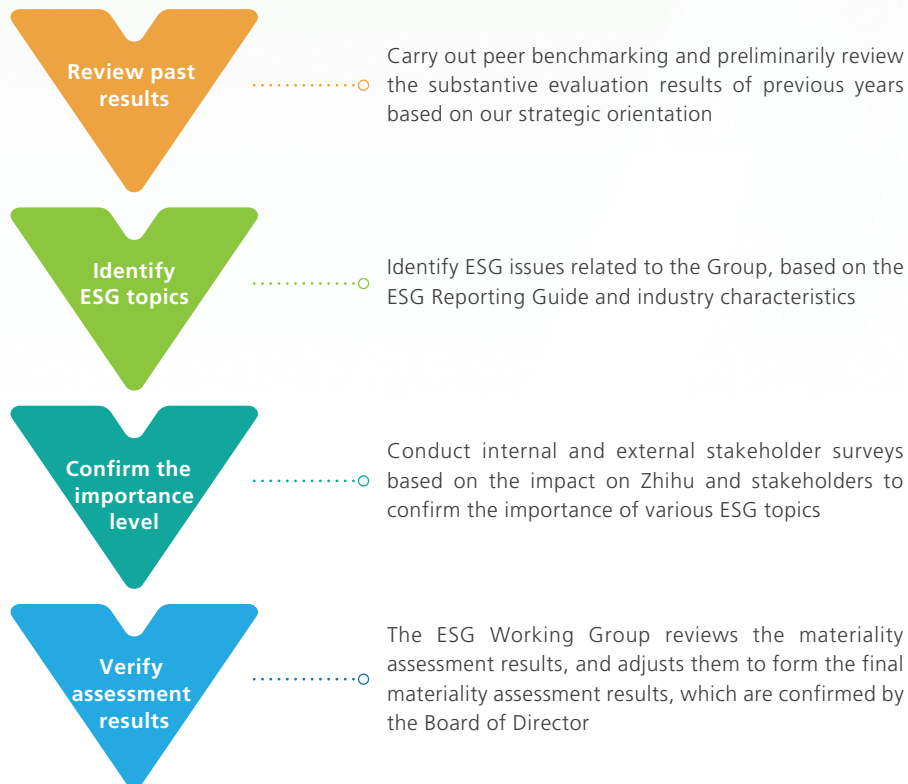 Review past
results
Carry out peer benchmarking and preliminarily review
the substantive evaluation results of previous years
based on our strategic orientation
Identify
ESG topics
Identify ESG issues related to the Group, based on the
ESG Reporting Guide and industry characteristics
Confirm the
importance
level
Conduct internal and external stakeholder surveys
based on the impact on Zhihu and stakeholders to
confirm the importance of various ESG topics
Verify
assessment
results
The ESG Working Group reviews the materiality
assessment results, and adjusts them to form the final
materiality assessment results, which are confirmed by
the Board of Director